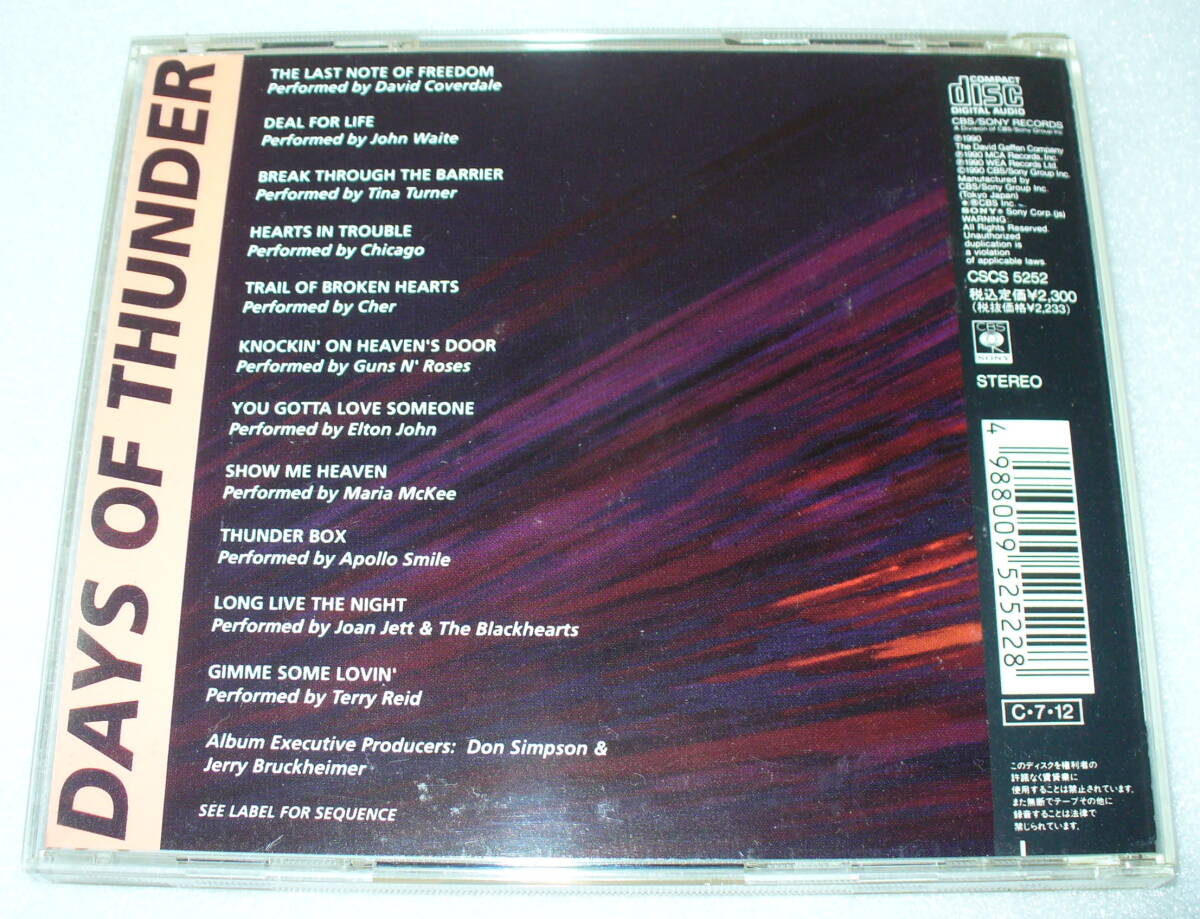 DAYS OF THUNDER
THE LAST NOTE OF FREEDOM
Performed by David Coverdale
DEAL FOR LIFE
Performed by John Waite
BREAK THROUGH THE BARRIER
Performed by Tina Turner
HEARTS IN TROUBLE
Performed by Chicago
TRAIL OF BROKEN HEARTS
Performed by Cher
KNOCKIN' ON HEAVEN'S DOOR
Performed by Guns N' Roses
YOU GOTTA LOVE SOMEONE
Performed by Elton John
SHOW ME HEAVEN
Performed by Maria McKee
THUNDER BOX
Performed by Apollo Smile
LONG LIVE THE NIGHT
Performed by Joan Jett & The Blackhearts
GIMME SOME LOVIN'
Performed by Terry Reid
Album Executive Producers: Don Simpson &
Jerry Bruckheimer
SEE LABEL FOR SEQUENCE
COMPACT
disc
DIGITAL AUDIO
CBS/SONY RECORDS
A Division of CBS/Sony Group Inc.
℗1990
The David Geffen Company
℗1990 MCA Records, Inc.
℗1990 WEA Records Ltd.
©1990 CBS/Sony Group Inc.
Manufactured by
CBS/Sony Group Inc.
(Tokyo Japan)
CBS Inc.
SONY® Sony Corp. (js)
WARNING
All Rights Reserved.
Unauthorized
duplication is
a violation
of applicable laws.
CSCS 5252
税込定価¥2,300
(税抜価格¥2,233)
CBS
SONY
STEREO
4 988009 525228
C・7・12
このディスクを権利者の
許諾なく賃貸業に
使用することは禁止されています。
また無断でテープその他に
録音することは法律で
禁じられています。